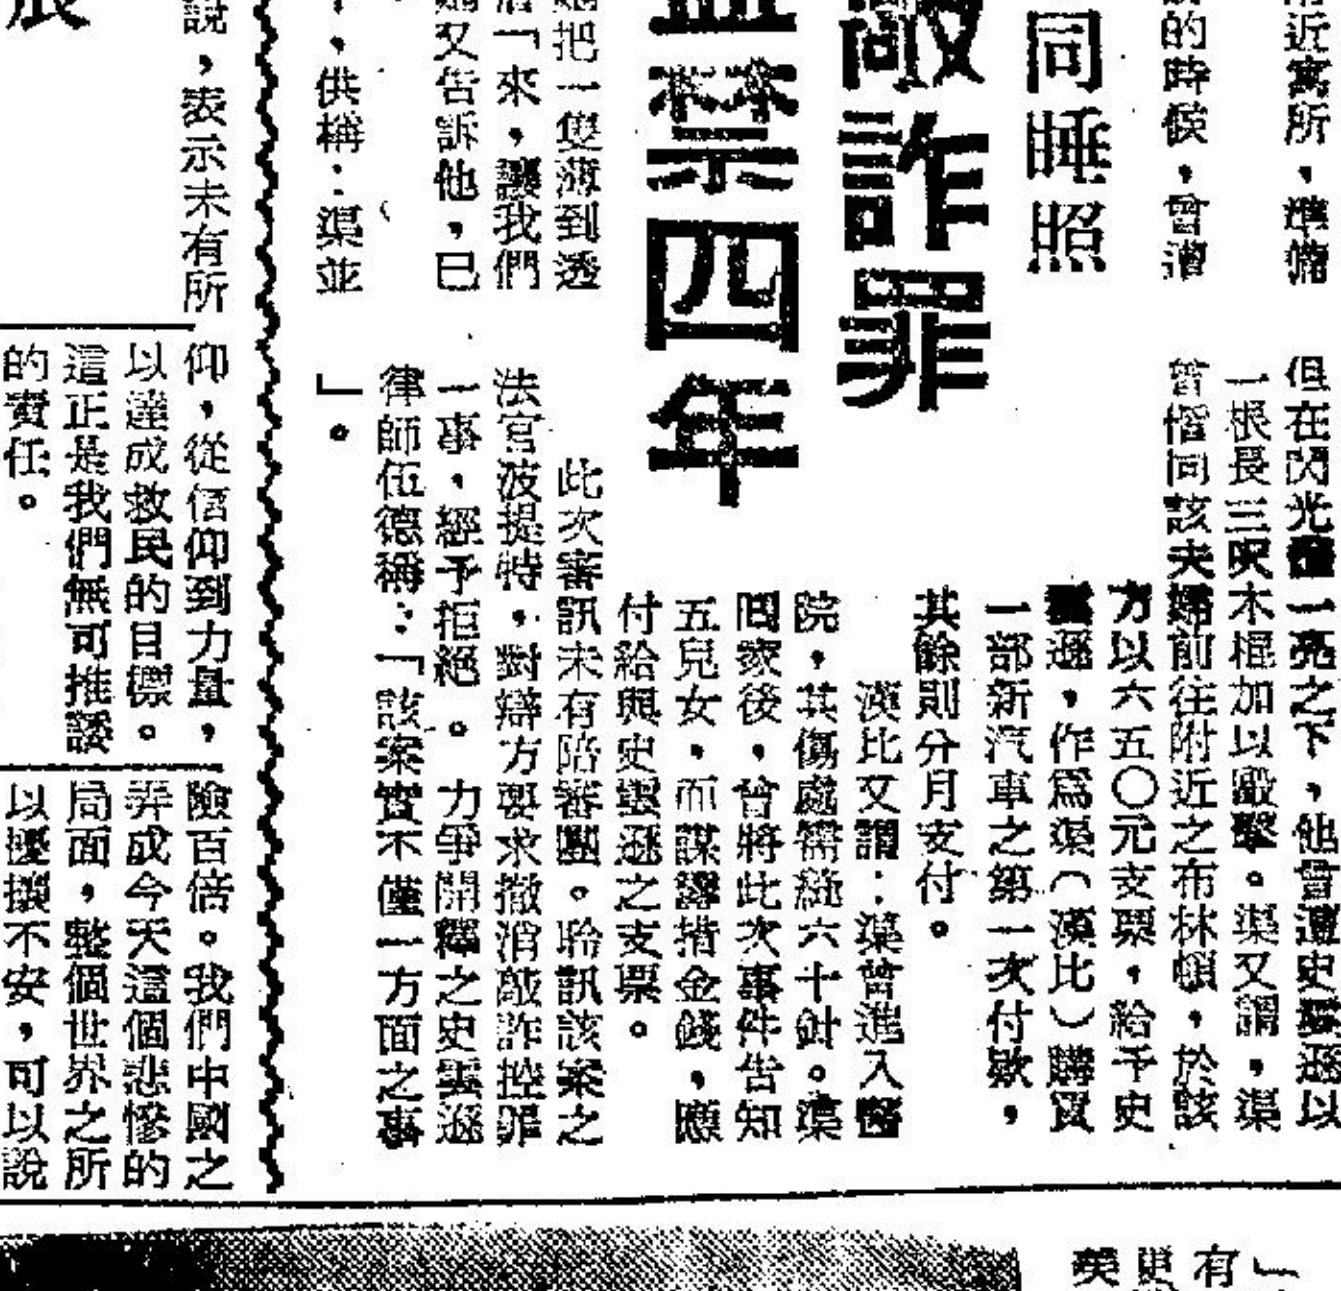 附近寓所,準備
的時候,曾遭
同睡照
敲詐罪
監禁四年
把一隻薄到透
「來,讓我們
又告訴他,已
,供稱:渠並
但在閃光燈一亮之下,他曾遭史雲遜以
一根長三呎木棍加以毆擊。渠又謂,渠
曾偕同該夫婦前往附近之布林頓,於該
方以六五〇元支票,給予史
雲遜,作為渠(漢比)購買
一部新汽車之第一次付欵,
其餘則分月支付。
漢比又謂:渠曾進入醫
院,其傷處需縫六十針。渠
回家後,曾將此次事件告知
五兒女,而謀籌措金錢,應
付給與史雲遜之支票。
此次審訊未有陪審團。聆訊該案之
法官波提特,對辯方要求撤消敲詐控罪
一事,經予拒絕。力爭開釋之史雲遜
律師伍德稱:「該案實不僅一方面之事
」。
說,表示未有所
仰,從信仰到力量,
以達成救民的目標。
這正是我們無可推諉
的責任。
險百倍。我們中國之
弄成今天這個悲慘的
局面,整個世界之所
以擾攘不安,可以說
有
更
美